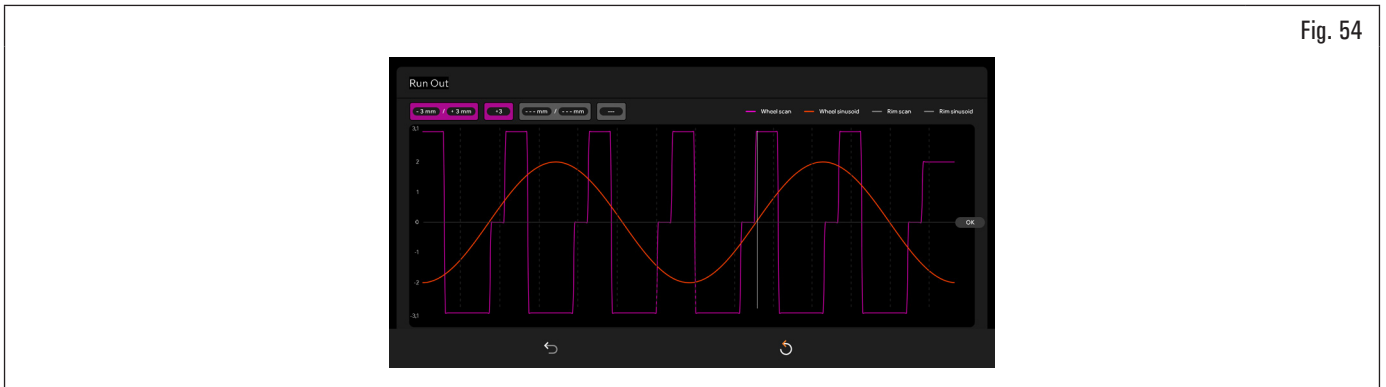 Fig. 54
Run Out
- 3 mm / + 3 mm +3 --- mm / --- mm ---
Wheel scan Wheel sinusoid Rim scan Rim sinusoid
3,1
2
1
0
OK
-1
-2
-3,1